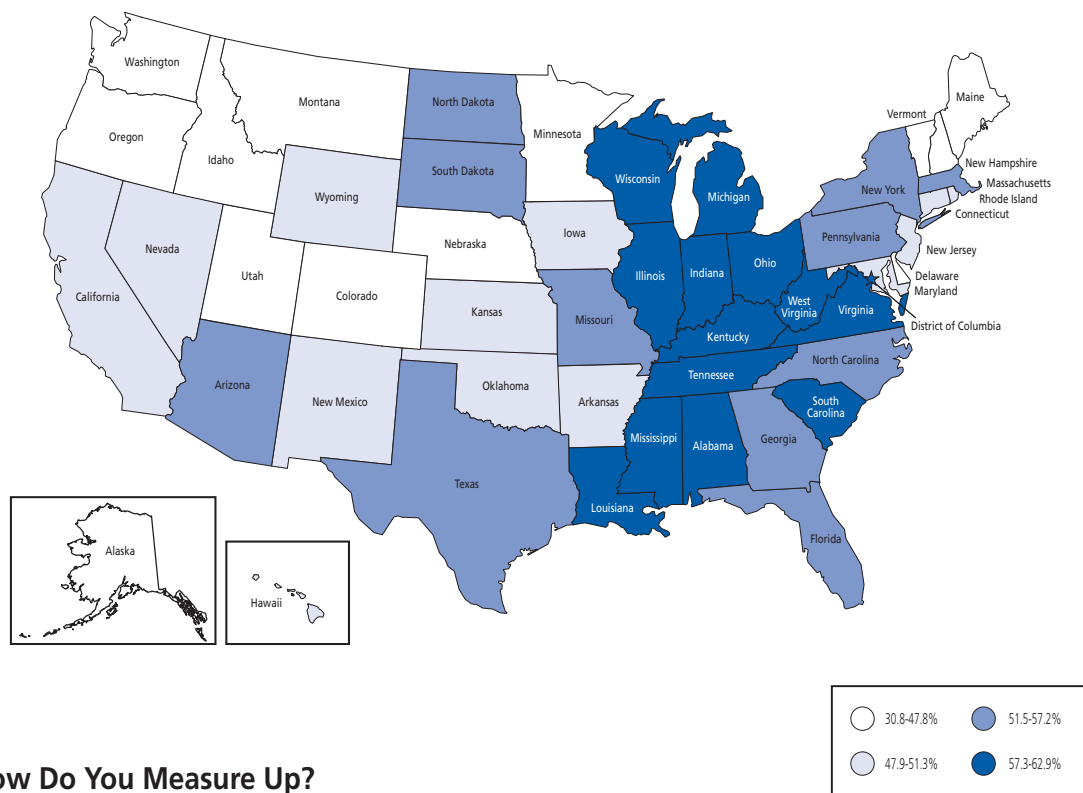 Washington
Maine
Montana
North Dakota
Vermont
Minnesota
Oregon
Idaho
New Hampshire
South Dakota
Wisconsin
Massachusetts
New York
Rhode Island
Wyoming
Michigan
Connecticut
Iowa
Pennsylvania
Nebraska
Nevada
New Jersey
Utah
Illinois
Indiana
Ohio
Delaware
Maryland
California
Colorado
West
Virginia
Virginia
Kansas
Missouri
District of Columbia
Kentucky
North Carolina
Tennessee
Arizona
Oklahoma
New Mexico
Arkansas
South
Carolina
Mississippi
Alabama
Georgia
Texas
Louisiana
Florida
Alaska
Hawaii
30.8-47.8%
51.5-57.2%
47.9-51.3%
57.3-62.9%
ow Do You Measure Up?